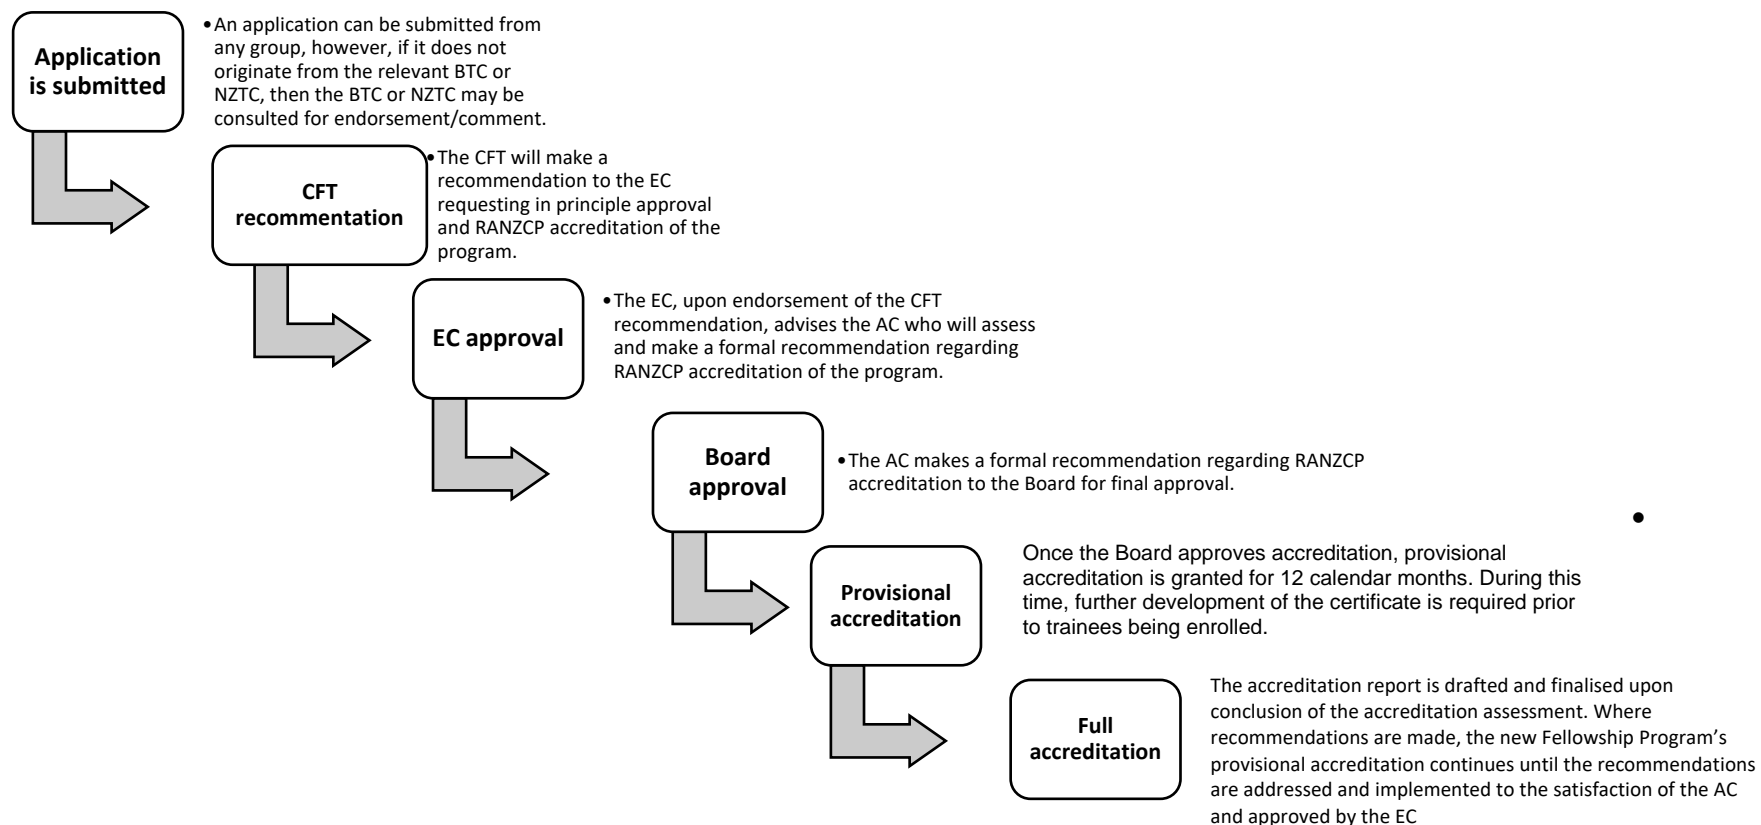 Application
is submitted
•An application can be submitted from
any group, however, if it does not
originate from the relevant BTC or
NZTC, then the BTC or NZTC may be
consulted for endorsement/comment.
CFT
recommentation
•The CFT will make a
recommendation to the EC
requesting in principle approval
and RANZCP accreditation of the
program.
EC approval
•The EC, upon endorsement of the CFT
recommendation, advises the AC who will assess
and make a formal recommendation regarding
RANZCP accreditation of the program.
Board
approval
•The AC makes a formal recommendation regarding RANZCP
accreditation to the Board for final approval.
•
Provisional
accreditation
Once the Board approves accreditation, provisional
accreditation is granted for 12 calendar months. During this
time, further development of the certificate is required prior
to trainees being enrolled.
Full
accreditation
The accreditation report is drafted and finalised upon
conclusion of the accreditation assessment. Where
recommendations are made, the new Fellowship Program’s
provisional accreditation continues until the recommendations
are addressed and implemented to the satisfaction of the AC
and approved by the EC